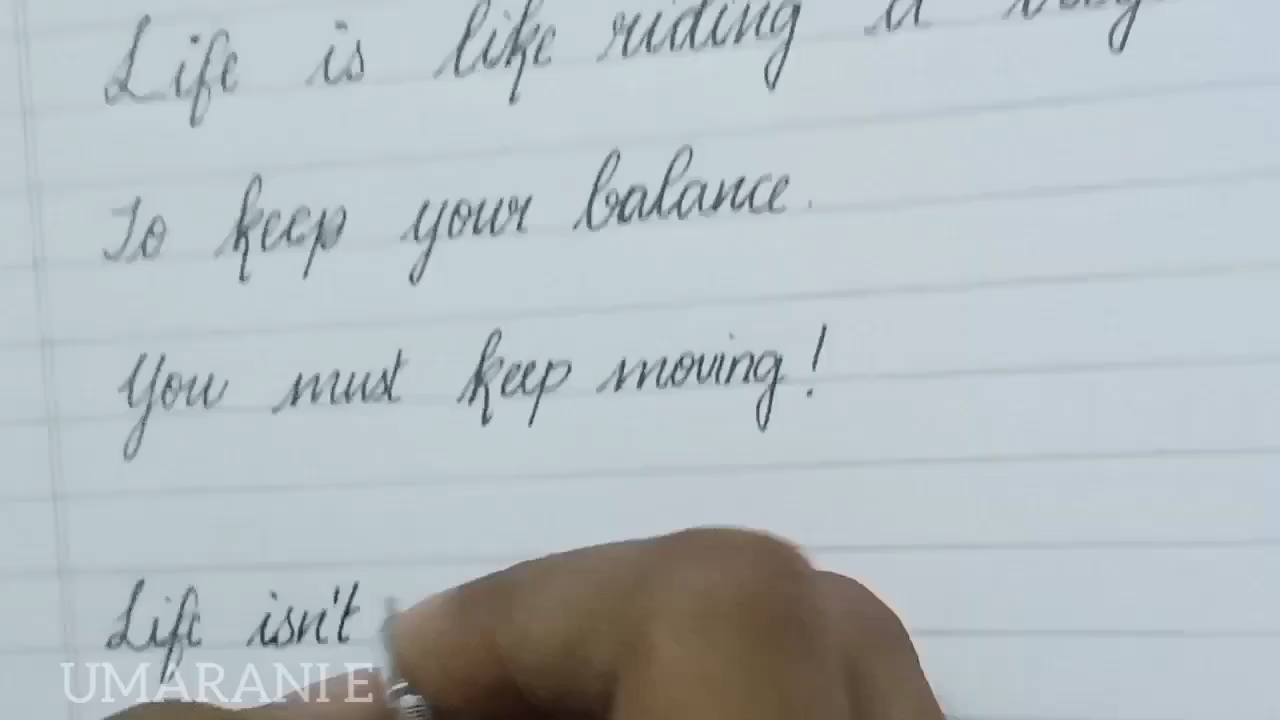 Life is like riding a
To keep your balance.
You must keep moving!
Life isn't
UMARANI E